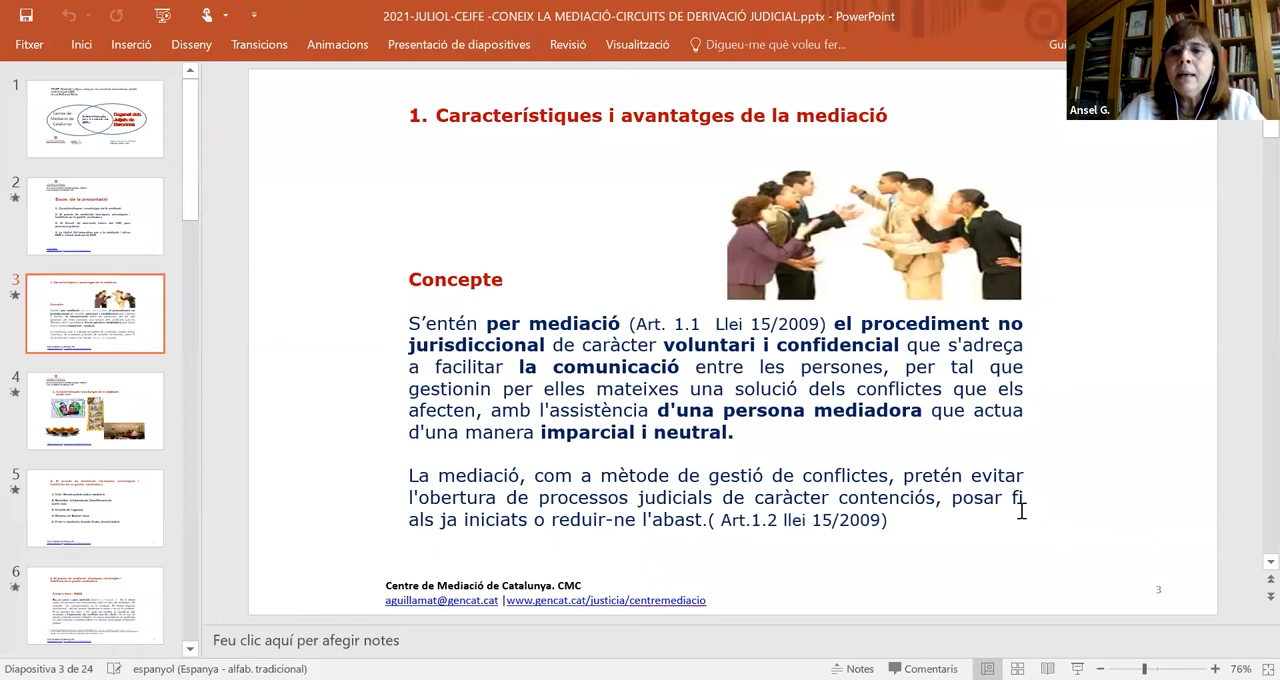 2021-JULIOL-CEJFE -CONEIX LA MEDIACIÓ-CIRCUITS DE DERIVACIÓ JUDICIAL.pptx - PowerPoint
Fitxer Inici Inserció Disseny Transicions Animacions Presentació de diapositives Revisió Visualització Digueu-me què voleu fer...
Ansel G.
1
2
3
4
5
6
1. Característiques i avantatges de la mediació
Concepte
S'entén per mediació (Art. 1.1 Llei 15/2009) el procediment no
jurisdiccional de caràcter voluntari i confidencial que s'adreça
a facilitar la comunicació entre les persones, per tal que
gestionin per elles mateixes una solució dels conflictes que els
afecten, amb l'assistència d'una persona mediadora que actua
d'una manera imparcial i neutral.
La mediació, com a mètode de gestió de conflictes, pretén evitar
l'obertura de processos judicials de caràcter contenciós, posar fi
als ja iniciats o reduir-ne l'abast.( Art.1.2 llei 15/2009)
Centre de Mediació de Catalunya. CMC
aguillamat@gencat.cat |www.gencat.cat/justicia/centremediacio
3
Feu clic aquí per afegir notes
Diapositiva 3 de 24 espanyol (Espanya - alfab. tradicional) Notes Comentaris 76%